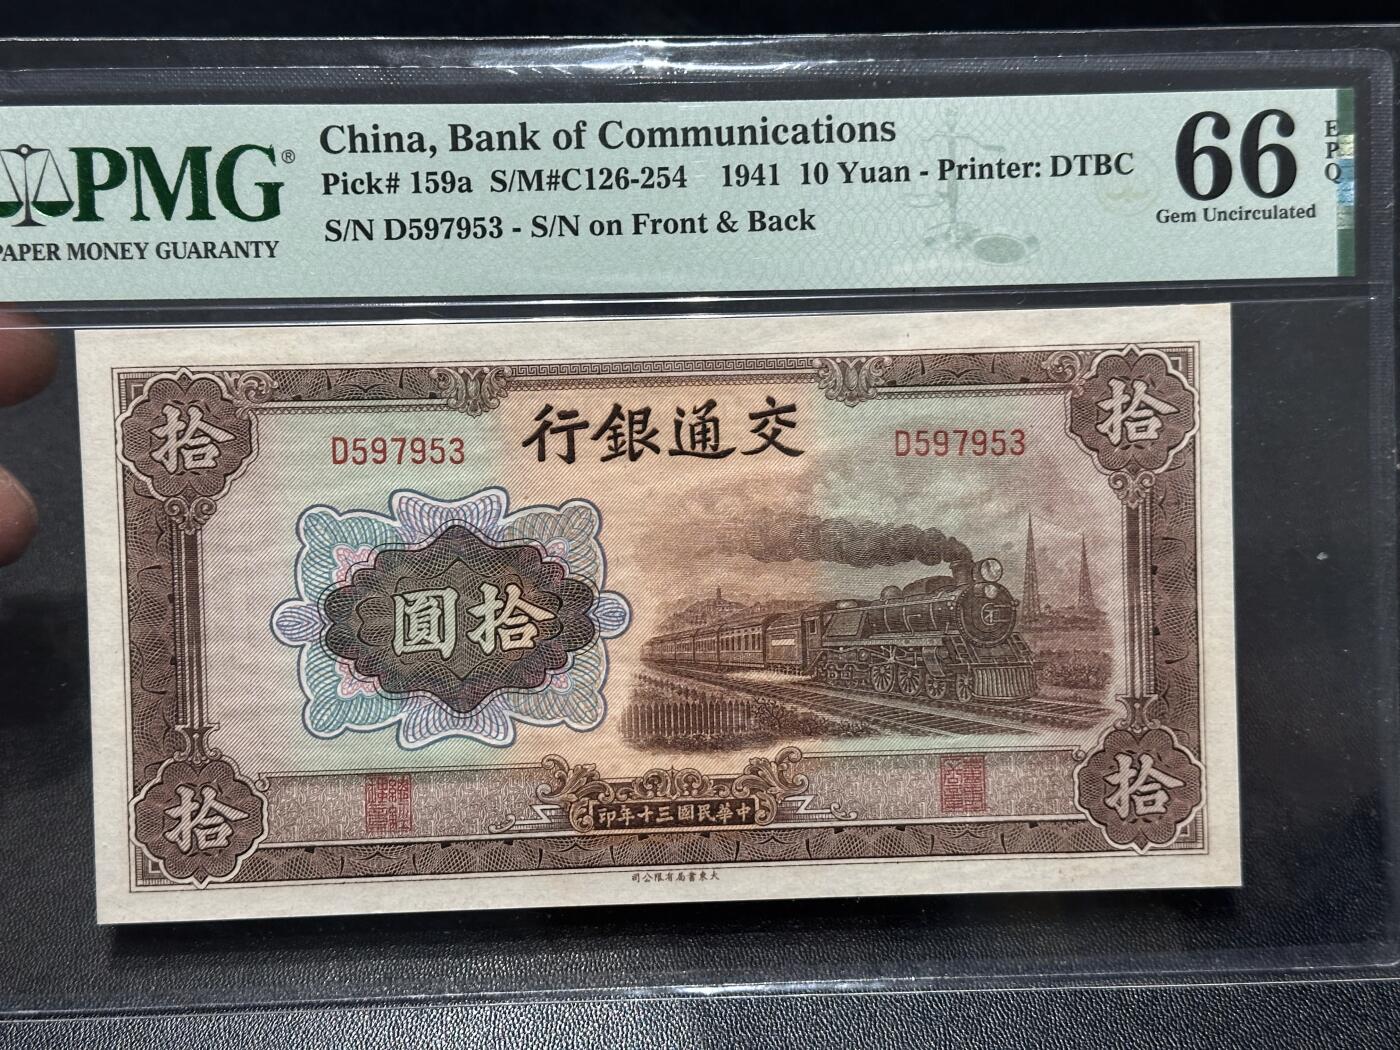 PMG®
PAPER MONEY GUARANTY
China, Bank of Communications
Pick# 159a S/M#C126-254 1941 10 Yuan - Printer: DTBC
S/N D597953 - S/N on Front & Back
66
EPQ
Gem Uncirculated
拾
拾
行銀通交
D597953
D597953
圓拾
拾
拾
印年十三國民華中
司公限有局書東大